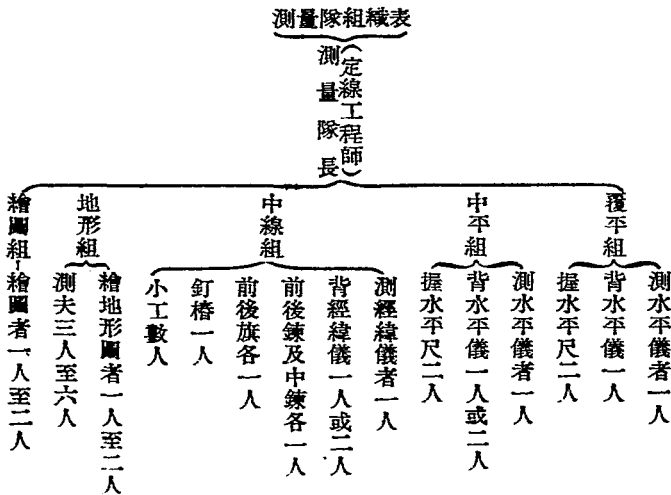 測量隊組織表
測量隊長
(定線工程師)
覆平組
測水平儀者一人
背水平儀一人
握水平尺二人
中平組
測水平儀者一人
背水平儀一人或二人
握水平尺二人
中線組
測經緯儀者一人
背經緯儀一人或二人
前後鍊及中鍊各一人
前後旗各一人
釘樁一人
小工數人
地形組
繪地形圖者一人至二人
測夫三人至六人
繪圖組-繪圖者一人至二人